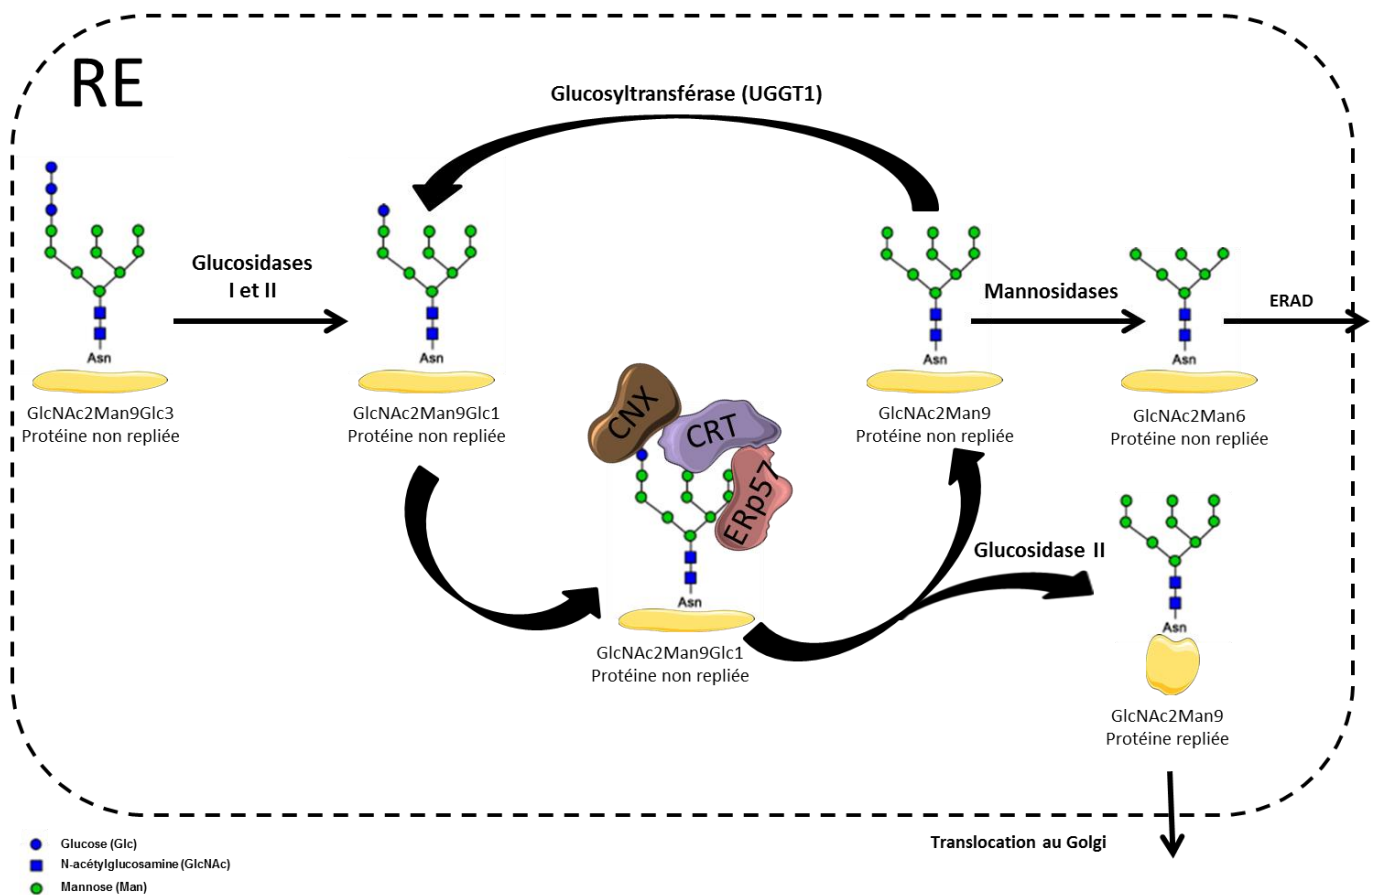 RE
Glucosyltransférase (UGGT1)
Glucosidases
I et II
Mannosidases
ERAD
Asn
GlcNAc2Man9Glc3
Protéine non repliée
Asn
GlcNAc2Man9Glc1
Protéine non repliée
Asn
GlcNAc2Man9
Protéine non repliée
Asn
GlcNAc2Man6
Protéine non repliée
CNX
CRT
ERp57
Asn
GlcNAc2Man9Glc1
Protéine non repliée
Glucosidase II
Asn
GlcNAc2Man9
Protéine repliée
Translocation au Golgi
Glucose (Glc)
N-acétylglucosamine (GlcNAc)
Mannose (Man)